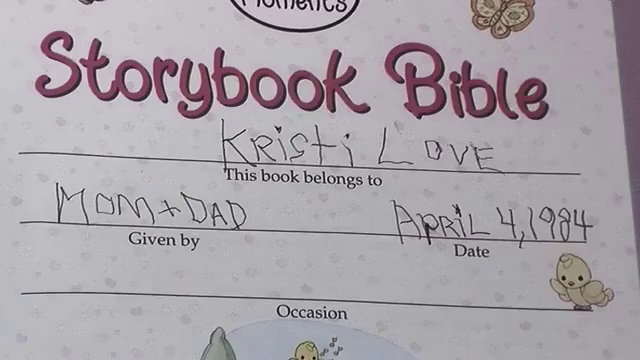 Moments
Storybook Bible
KRisti LOVE
This book belongs to
MOM + DAD
APRiL 4, 1984
Given by
Date
Occasion